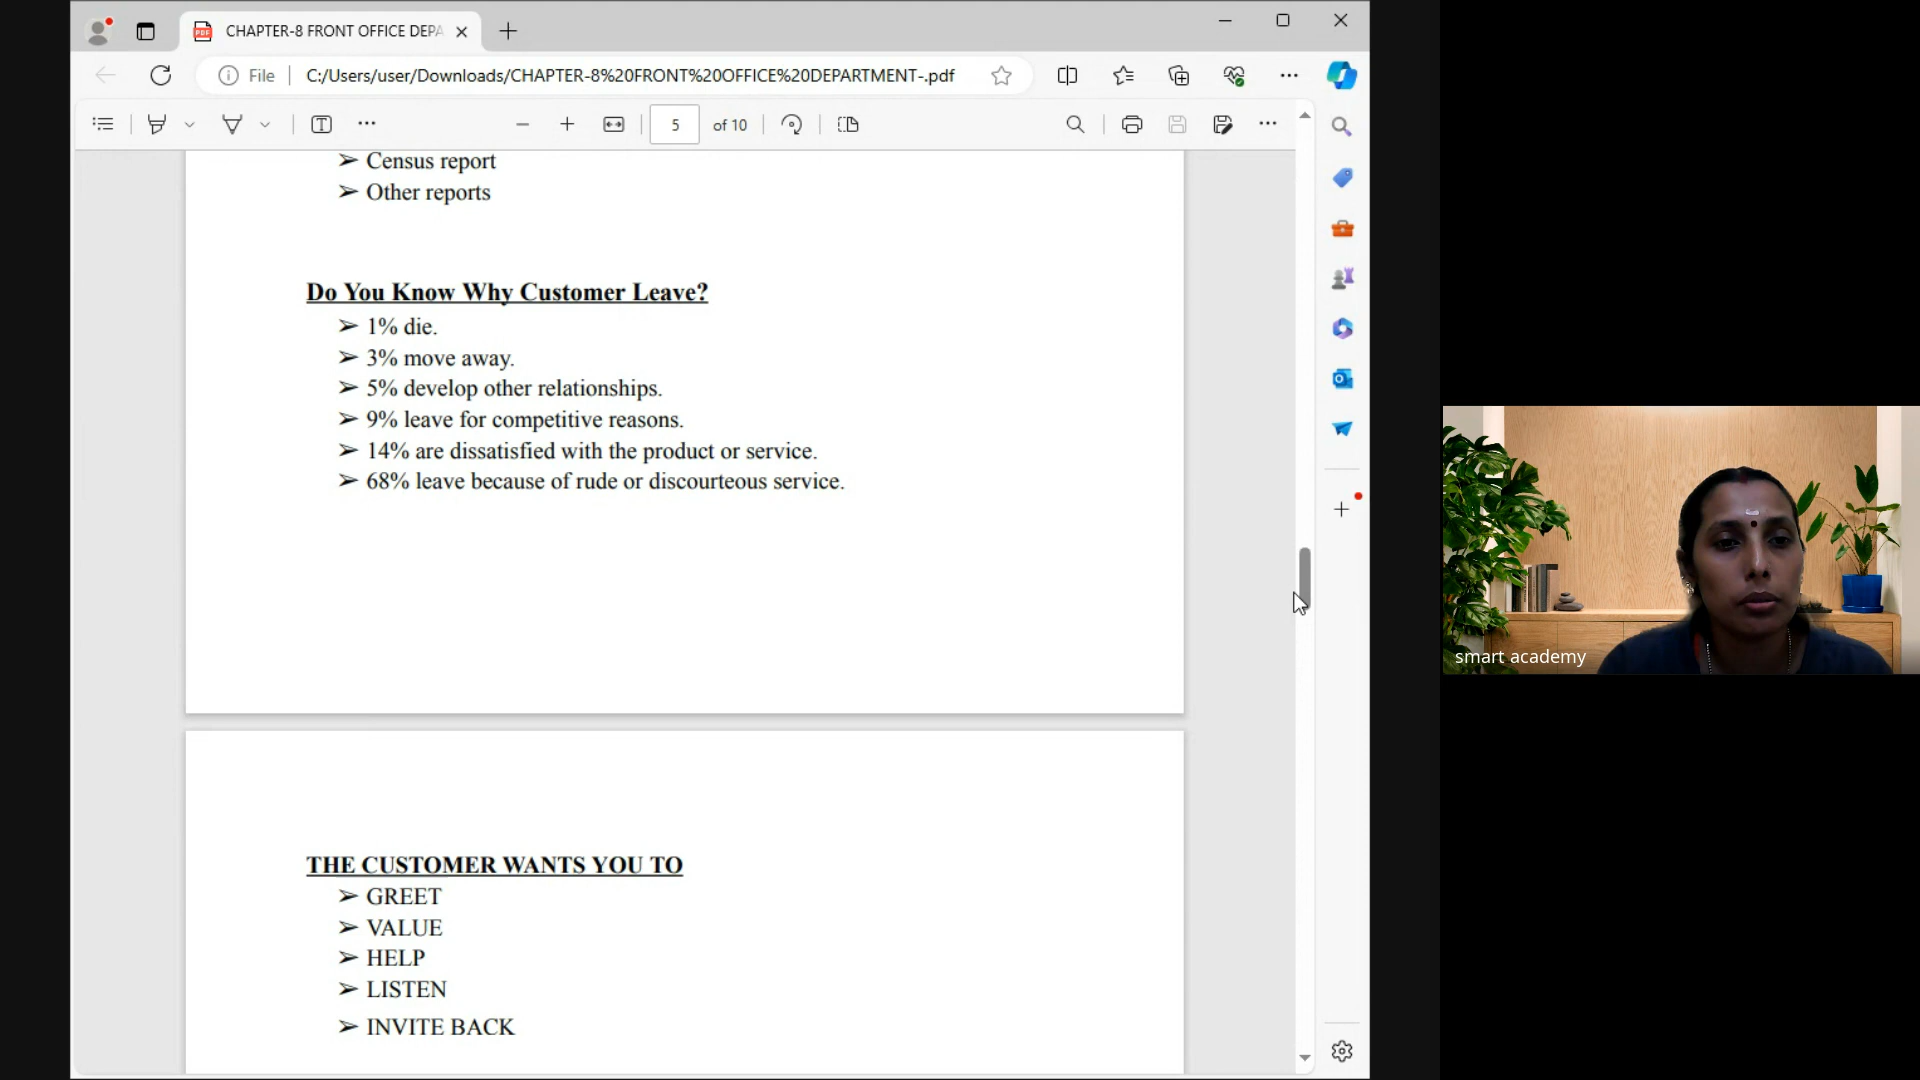 CHAPTER-8 FRONT OFFICE DEPA
File
C:/Users/user/Downloads/CHAPTER-8%20FRONT%20OFFICE%20DEPARTMENT-.pdf
5 of 10
➢ Census report
➢ Other reports
Do You Know Why Customer Leave?
➢ 1% die.
➢ 3% move away.
➢ 5% develop other relationships.
➢ 9% leave for competitive reasons.
➢ 14% are dissatisfied with the product or service.
➢ 68% leave because of rude or discourteous service.
THE CUSTOMER WANTS YOU TO
➢ GREET
➢ VALUE
➢ HELP
➢ LISTEN
➢ INVITE BACK
smart academy